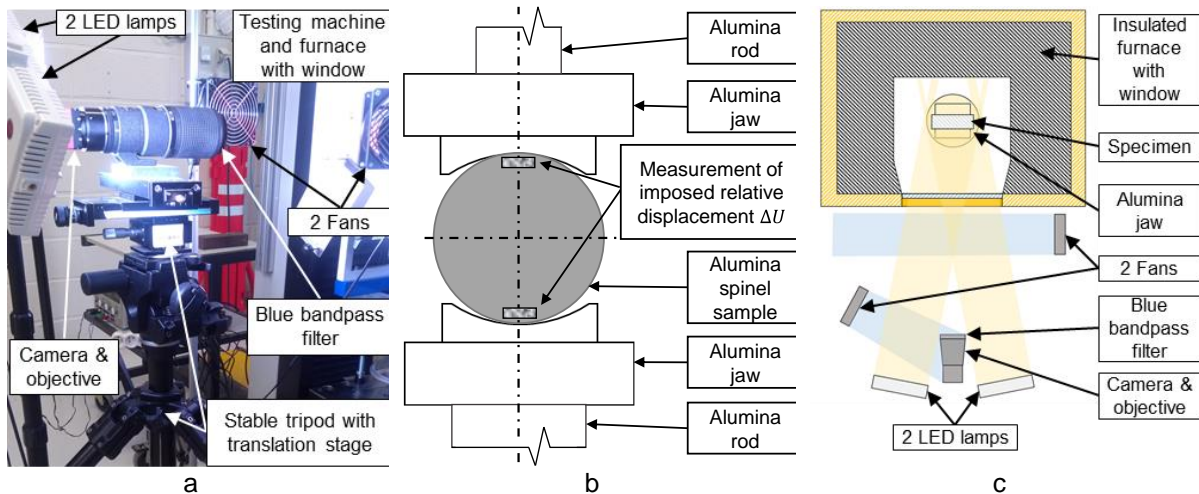 2 LED lamps
Testing machine
and furnace
with window
2 Fans
Blue bandpass
filter
Camera &
objective
Stable tripod with
translation stage
a
Alumina
rod
Alumina
jaw
Measurement of
imposed relative
displacement ΔU
Alumina
spinel
sample
Alumina
jaw
Alumina
rod
b
Insulated
furnace
with
window
Specimen
Alumina
jaw
2 Fans
Blue
bandpass
filter
Camera &
objective
2 LED lamps
c